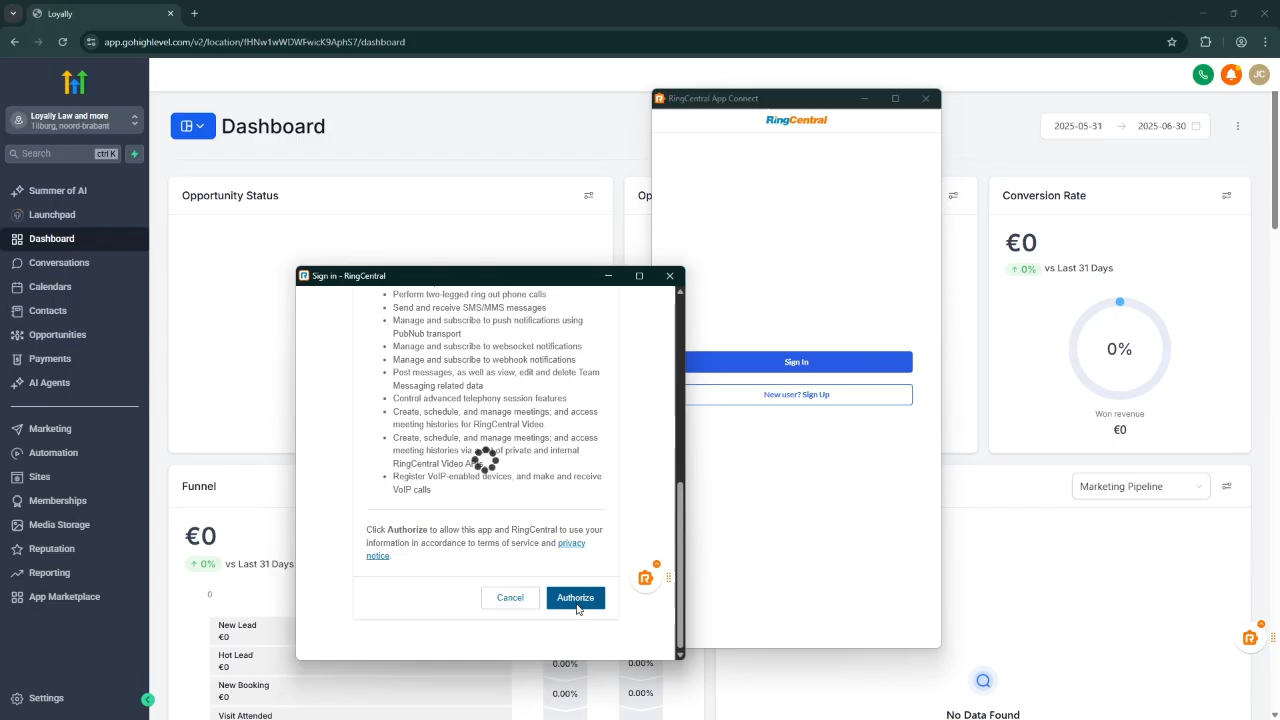 Loyally
app.gohighlevel.com/v2/location/fHNw1wWDWFwicK9AphS7/dashboard
Loyally Law and more
Tilburg, noord-brabant
Search
ctrl K
Summer of AI
Launchpad
Dashboard
Conversations
Calendars
Contacts
Opportunities
Payments
AI Agents
Marketing
Automation
Sites
Memberships
Media Storage
Reputation
Reporting
App Marketplace
Settings
JC
Dashboard
2025-05-31
2025-06-30
Opportunity Status
Op
Conversion Rate
€0
0%
vs Last 31 Days
0%
Won revenue
€0
Funnel
€0
0%
vs Last 31 Days
0
New Lead
€0
Hot Lead
€0
New Booking
€0
Visit Attended
0.00%
0.00%
0.00%
0.00%
Marketing Pipeline
No Data Found
RingCentral App Connect
RingCentral
Sign In
New user? Sign Up
Sign in - RingCentral
• Perform two-legged ring out phone calls
• Send and receive SMS/MMS messages
• Manage and subscribe to push notifications using
PubNub transport
• Manage and subscribe to websocket notifications
• Manage and subscribe to webhook notifications
• Post messages, as well as view, edit and delete Team
Messaging related data
• Control advanced telephony session features
• Create, schedule, and manage meetings; and access
meeting histories for RingCentral Video.
• Create, schedule, and manage meetings; and access
meeting histories via of private and internal
RingCentral Video
• Register VoIP-enabled devices, and make and receive
VoIP calls
Click Authorize to allow this app and RingCentral to use your
information in accordance to terms of service and privacy
notice.
Cancel
Authorize